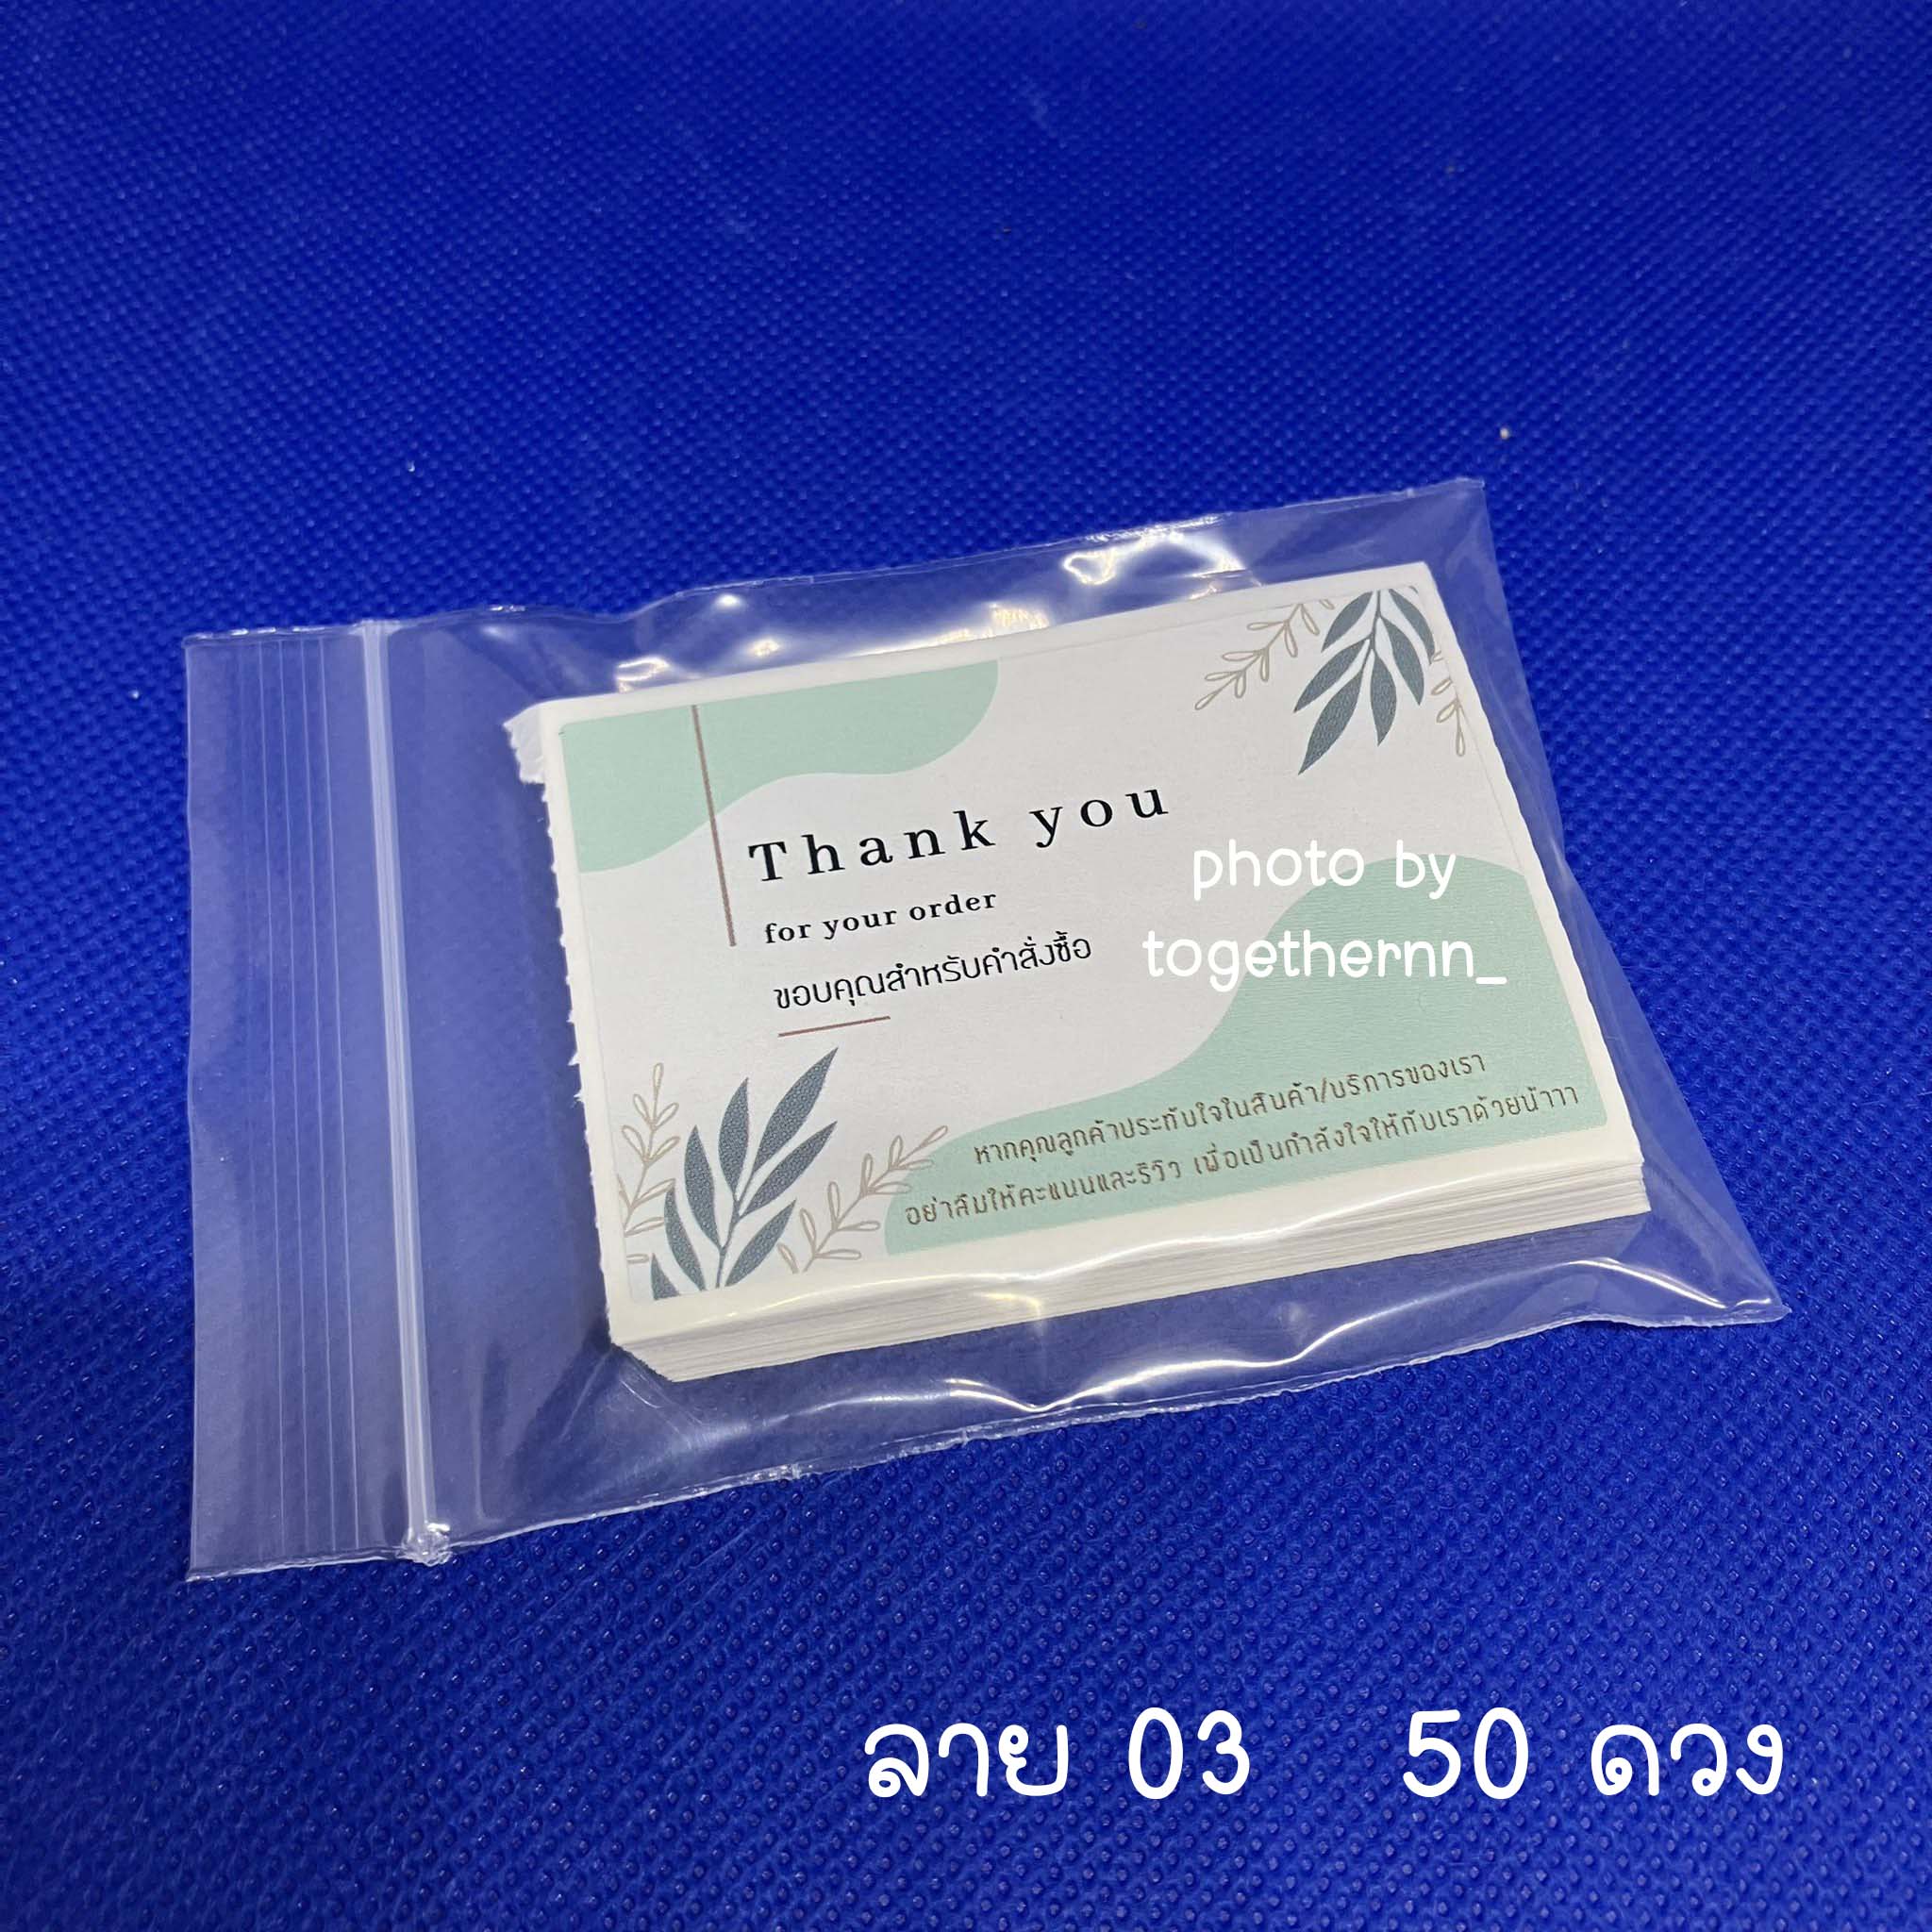 Thank you
for your order
ขอบคุณสำหรับคำสั่งซื้อ
photo by
togethernn_
หากคุณลูกค้าประทับใจในสินค้า/บริการของเรา
อย่าลืมให้คะแนนและรีวิว เพื่อเป็นกำลังใจให้กับเราด้วยน้าาา
ลาย 03 50 ดวง